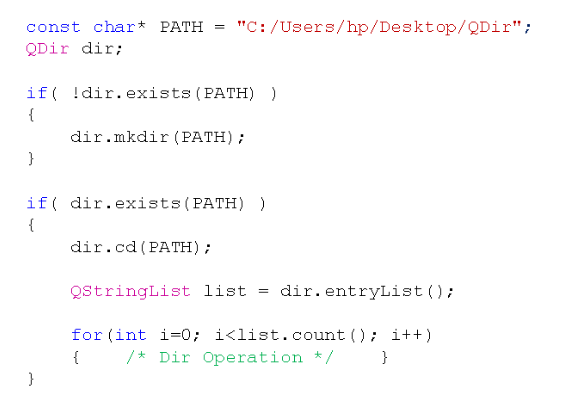 const char* PATH = "C:/Users/hp/Desktop/QDir";
QDir dir;
if( !dir.exists(PATH) )
{
    dir.mkdir(PATH);
}
if( dir.exists(PATH) )
{
    dir.cd(PATH);
    QStringList list = dir.entryList();
    for(int i=0; i<list.count(); i++)
    {    /* Dir Operation */    }
}